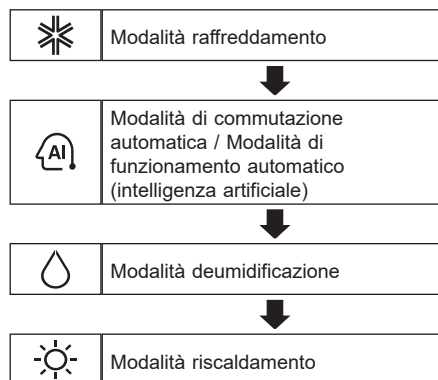 Modalità raffreddamento
AI
Modalità di commutazione
automatica / Modalità di
funzionamento automatico
(intelligenza artificiale)
Modalità deumidificazione
Modalità riscaldamento